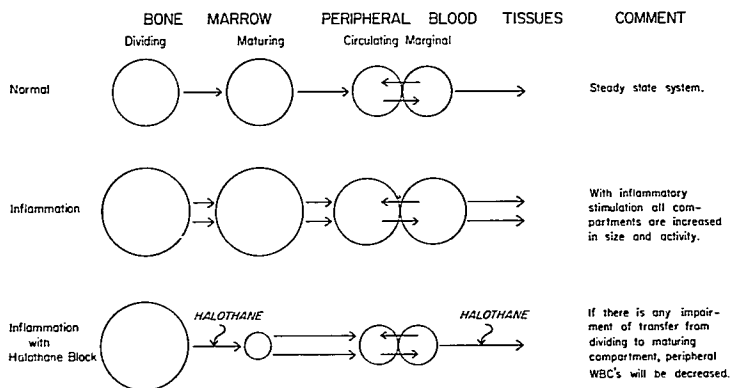 BONE MARROW PERIPHERAL BLOOD TISSUES COMMENT
Dividing Maturing Circulating Marginal
Normal
Steady state system.
Inflammation
With inflammatory
stimulation all com-
partments are increased
in size and activity.
Inflammation
with
Halothane Block
HALOTHANE
HALOTHANE
If there is any impair-
ment of transfer from
dividing to maturing
compartment, peripheral
WBC's will be decreased.